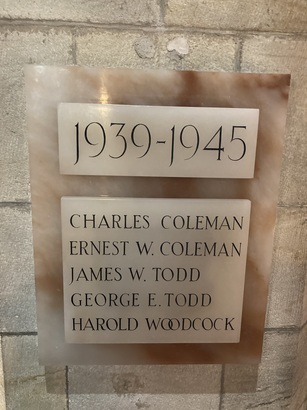 1939-1945
CHARLES COLEMAN
ERNEST W. COLEMAN
JAMES W. TODD
GEORGE E. TODD
HAROLD WOODCOCK